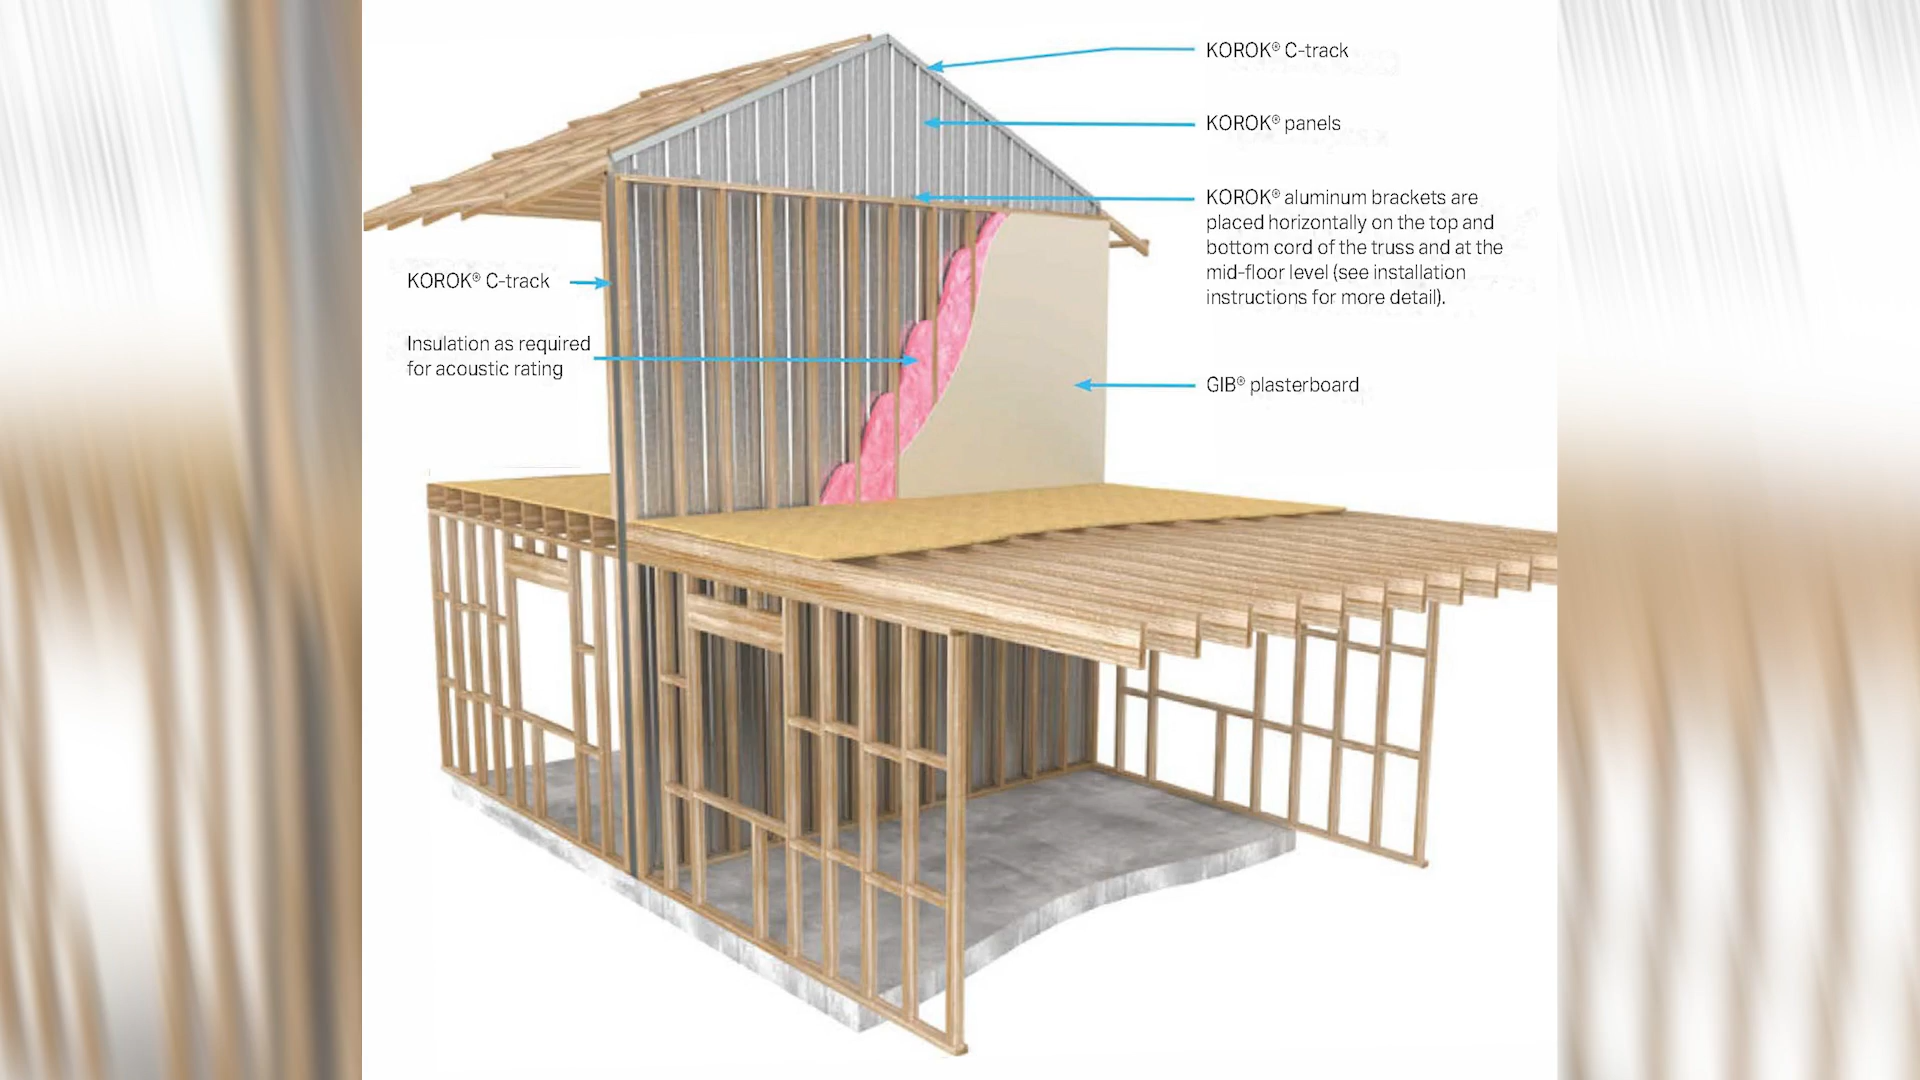 KOROK® C-track
KOROK® panels
KOROK® aluminum brackets are
placed horizontally on the top and
bottom cord of the truss and at the
mid-floor level (see installation
instructions for more detail).
KOROK® C-track
Insulation as required
for acoustic rating
GIB® plasterboard